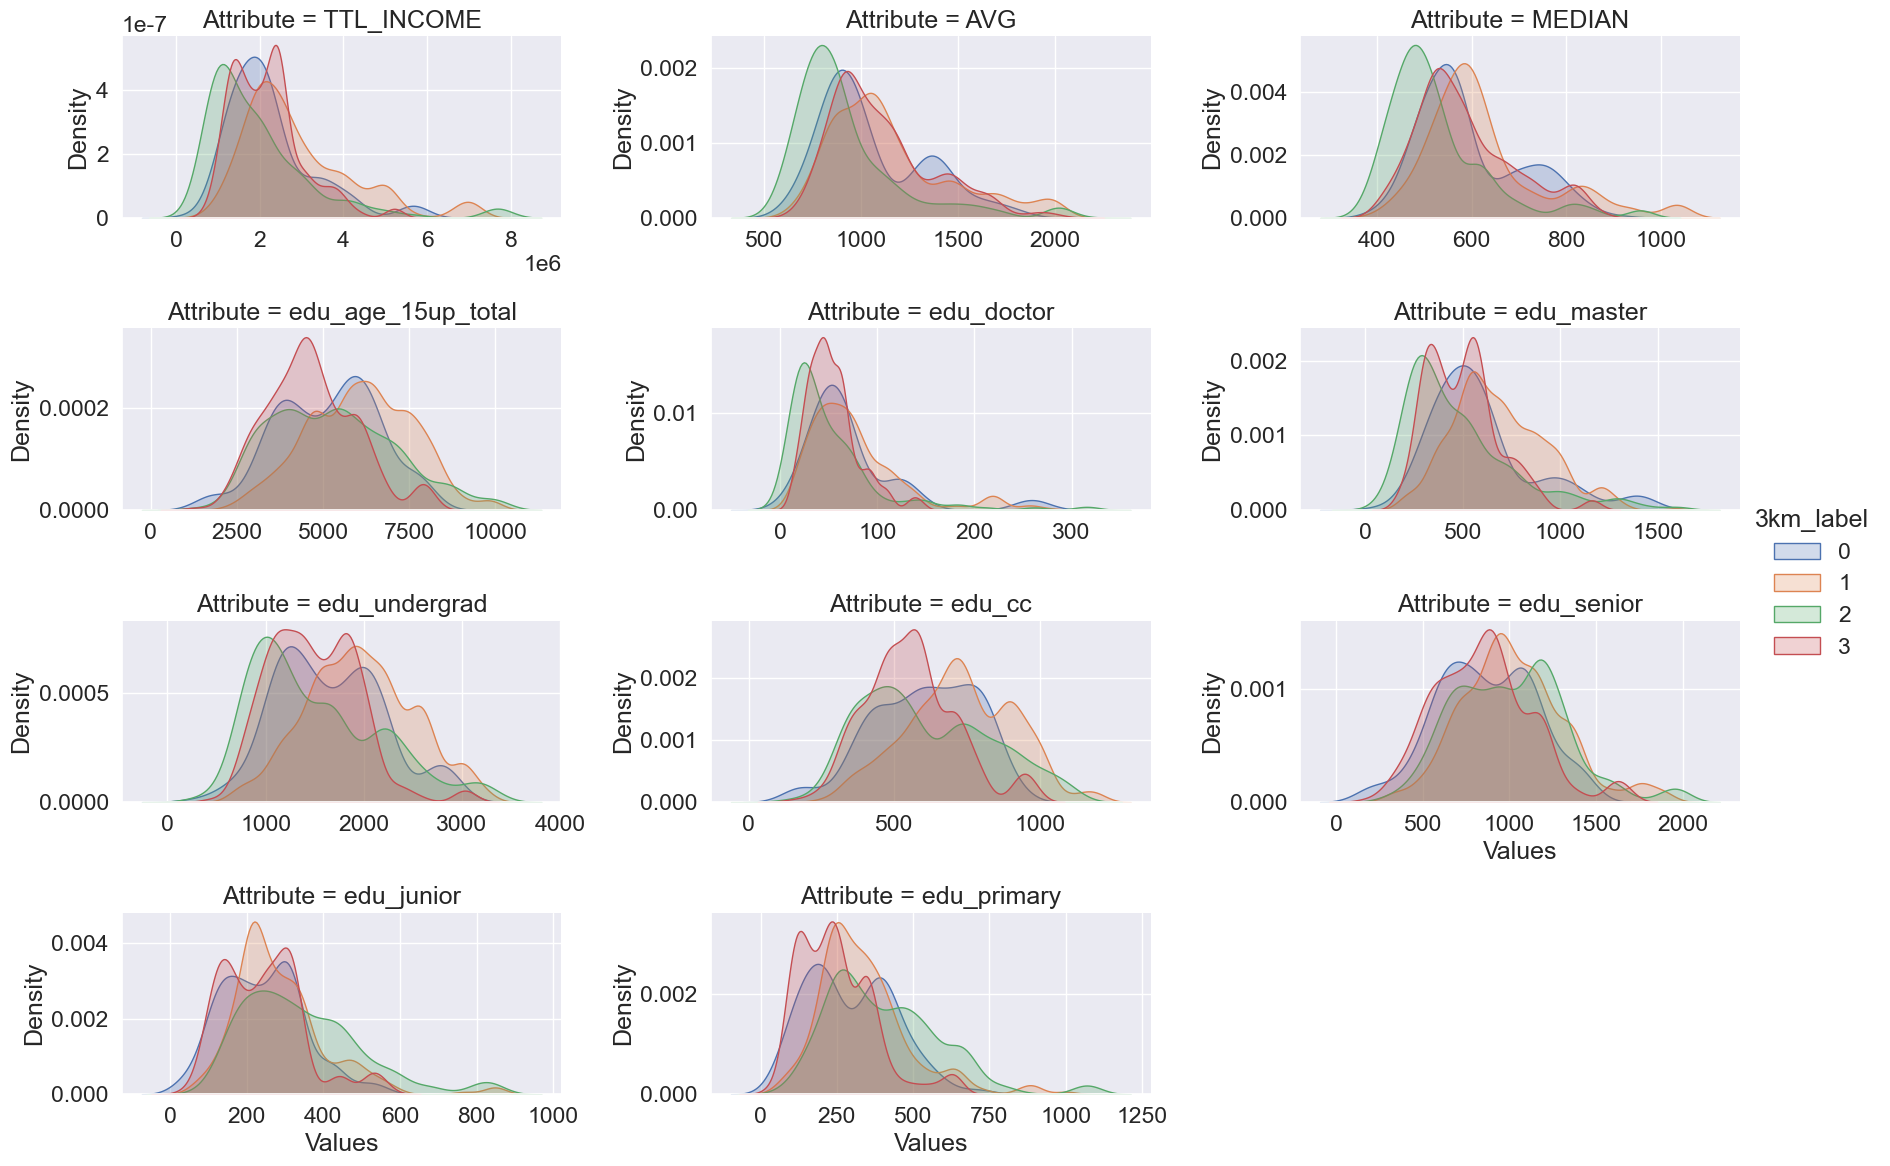 Attribute = TTL_INCOME
1e-7
Density
4
2
0
0 2 4 6 8
1e6
Attribute = AVG
Density
0.002
0.001
0.000
500 1000 1500 2000
Attribute = MEDIAN
Density
0.004
0.002
0.000
400 600 800 1000
Attribute = edu_age_15up_total
Density
0.0002
0.0000
0 2500 5000 7500 10000
Attribute = edu_doctor
Density
0.01
0.00
0 100 200 300
Attribute = edu_master
Density
0.002
0.001
0.000
0 500 1000 1500
Attribute = edu_undergrad
Density
0.0005
0.0000
0 1000 2000 3000 4000
Attribute = edu_cc
Density
0.002
0.001
0.000
0 500 1000
Attribute = edu_senior
Density
0.001
0.000
0 500 1000 1500 2000
Values
Attribute = edu_junior
Density
0.004
0.002
0.000
0 200 400 600 800 1000
Values
Attribute = edu_primary
Density
0.002
0.000
0 250 500 750 1000 1250
Values
3km_label
0
1
2
3